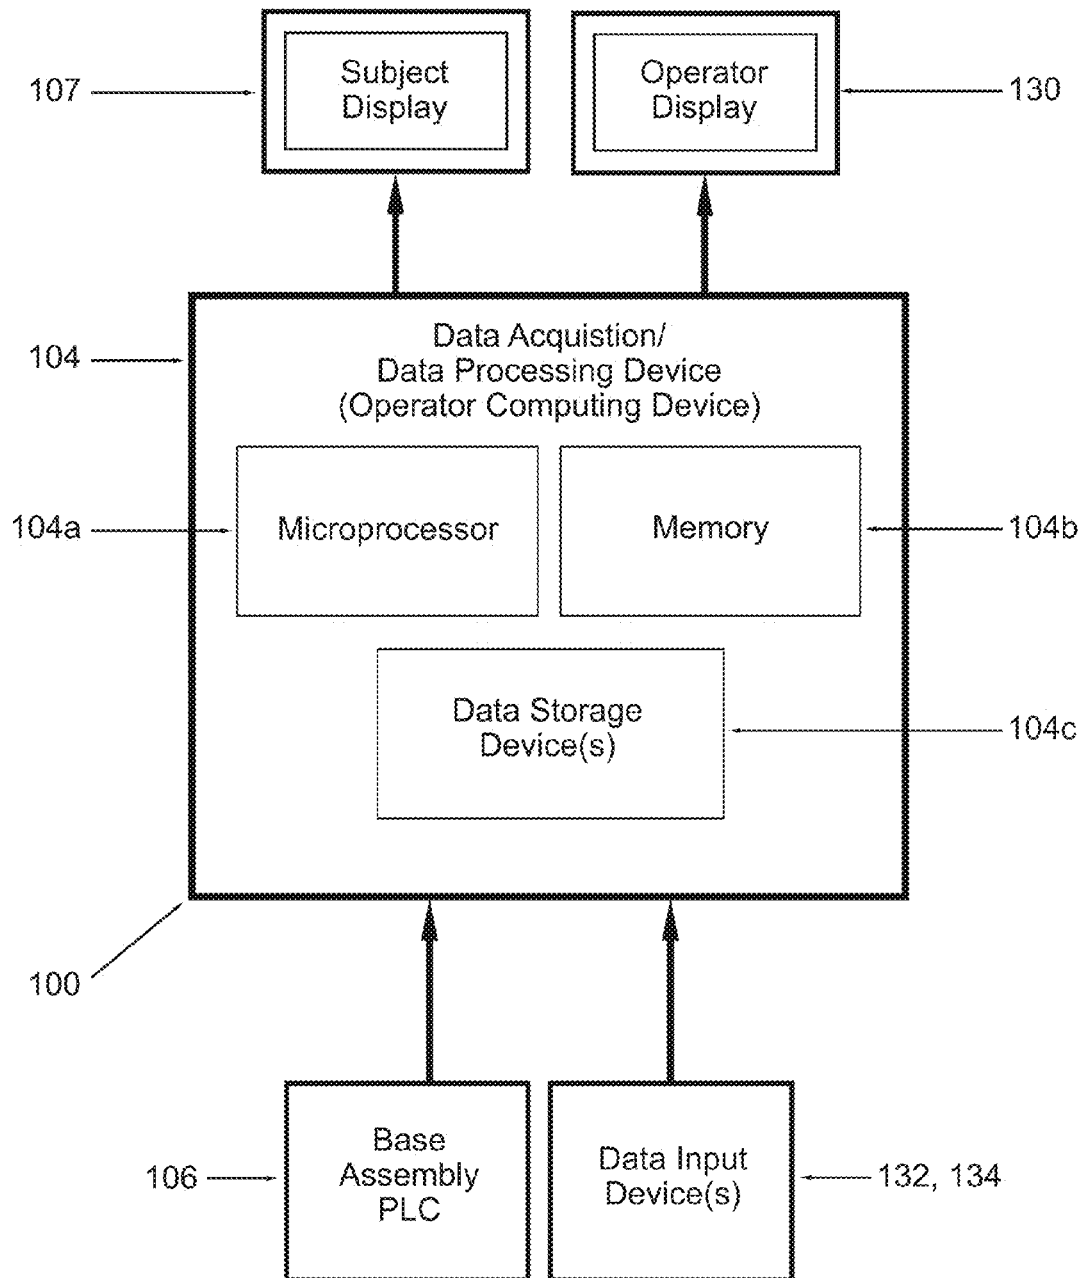 107
Subject
Display
Operator
Display
130
104
Data Acquistion/
Data Processing Device
(Operator Computing Device)
104a
Microprocessor
Memory
104b
Data Storage
Device(s)
104c
100
106
Base
Assembly
PLC
Data Input
Device(s)
132, 134